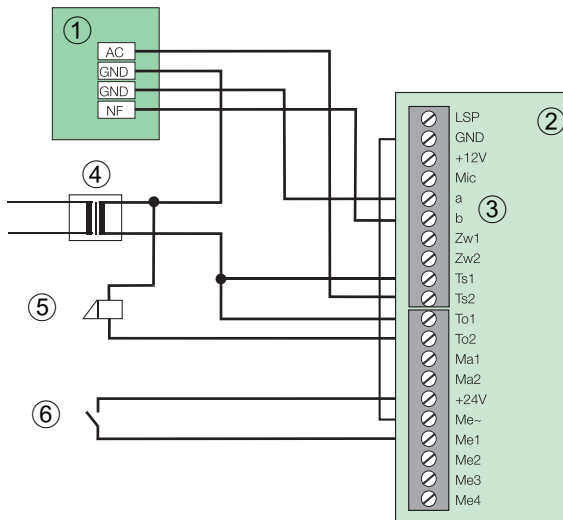 ①
AC
GND
GND
NF
②
LSP
GND
+12V
Mic
a
b
③
Zw1
Zw2
Ts1
Ts2
To1
To2
Ma1
Ma2
+24V
Me~
Me1
Me2
Me3
Me4
④
⑤
⑥